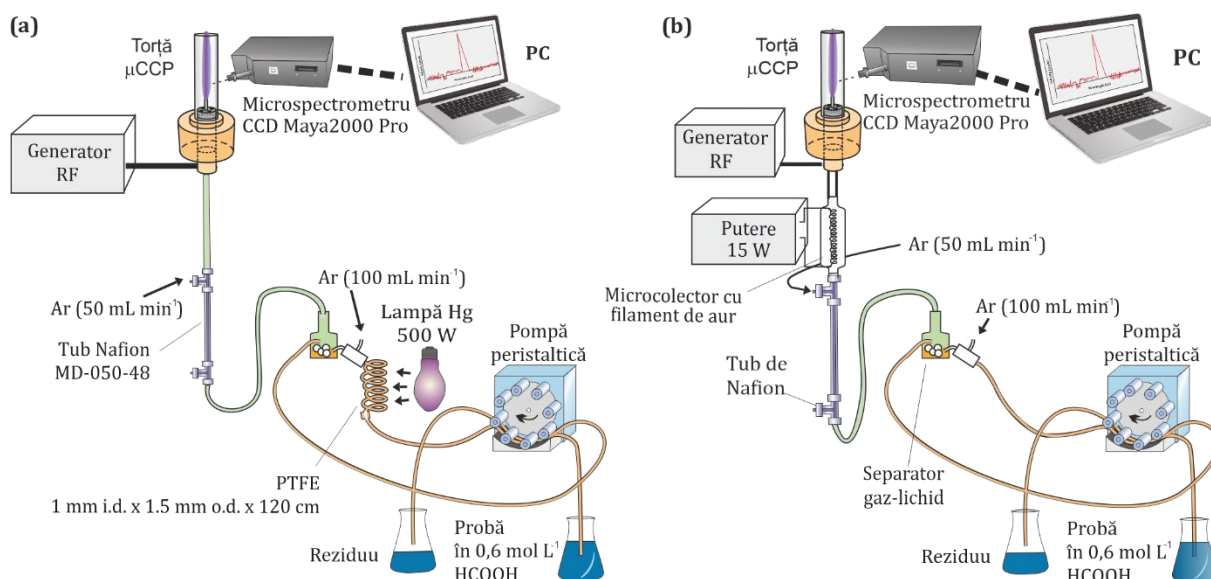 (a)
Torță
μCCP
PC
Microspectrometru
CCD Maya2000 Pro
Generator
RF
Ar (50 mL min⁻¹)
Tub Nafion
MD-050-48
Ar (100 mL min⁻¹)
Lampă Hg
500 W
Pompă
peristaltică
PTFE
1 mm i.d. x 1.5 mm o.d. x 120 cm
Reziduu
Probă
în 0,6 mol L⁻¹
HCOOH
(b)
Torță
μCCP
PC
Microspectrometru
CCD Maya2000 Pro
Generator
RF
Putere
15 W
Ar (50 mL min⁻¹)
Microcolector cu
filament de aur
Ar (100 mL min⁻¹)
Pompă
peristaltică
Tub de
Nafion
Separator
gaz-lichid
Reziduu
Probă
în 0,6 mol L⁻¹
HCOOH